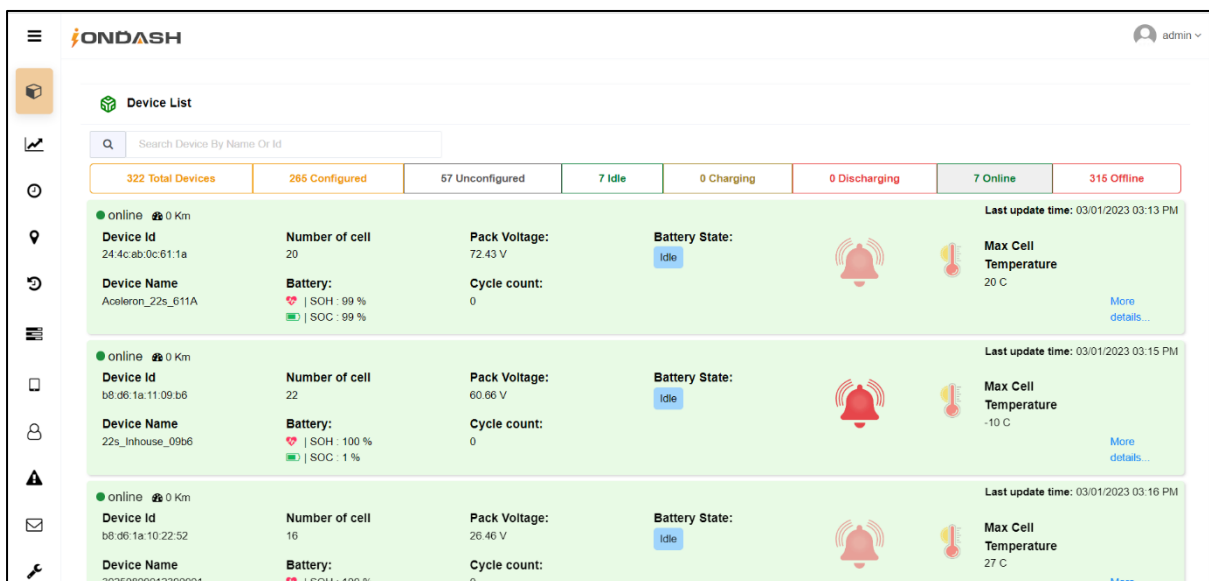 iONDASH
admin
Device List
Search Device By Name Or Id
322 Total Devices 265 Configured 57 Unconfigured 7 Idle 0 Charging 0 Discharging 7 Online 315 Offline
online 0 Km Last update time: 03/01/2023 03:13 PM
Device Id Number of cell Pack Voltage: Battery State: Max Cell Temperature
24:4c:ab:0c:61:1a 20 72.43 V Idle 20 C
Device Name Battery: Cycle count:
Aceleron_22s_611A | SOH : 99 % 0
| SOC : 99 % More details...
online 0 Km Last update time: 03/01/2023 03:15 PM
Device Id Number of cell Pack Voltage: Battery State: Max Cell Temperature
b8:d6:1a:11:09:b6 22 60.66 V Idle -10 C
Device Name Battery: Cycle count:
22s_Inhouse_09b6 | SOH : 100 % 0
| SOC : 1 % More details...
online 0 Km Last update time: 03/01/2023 03:16 PM
Device Id Number of cell Pack Voltage: Battery State: Max Cell Temperature
b8:d6:1a:10:22:52 16 26.46 V Idle 27 C
Device Name Battery: Cycle count:
| SOH : 100 % 0 More